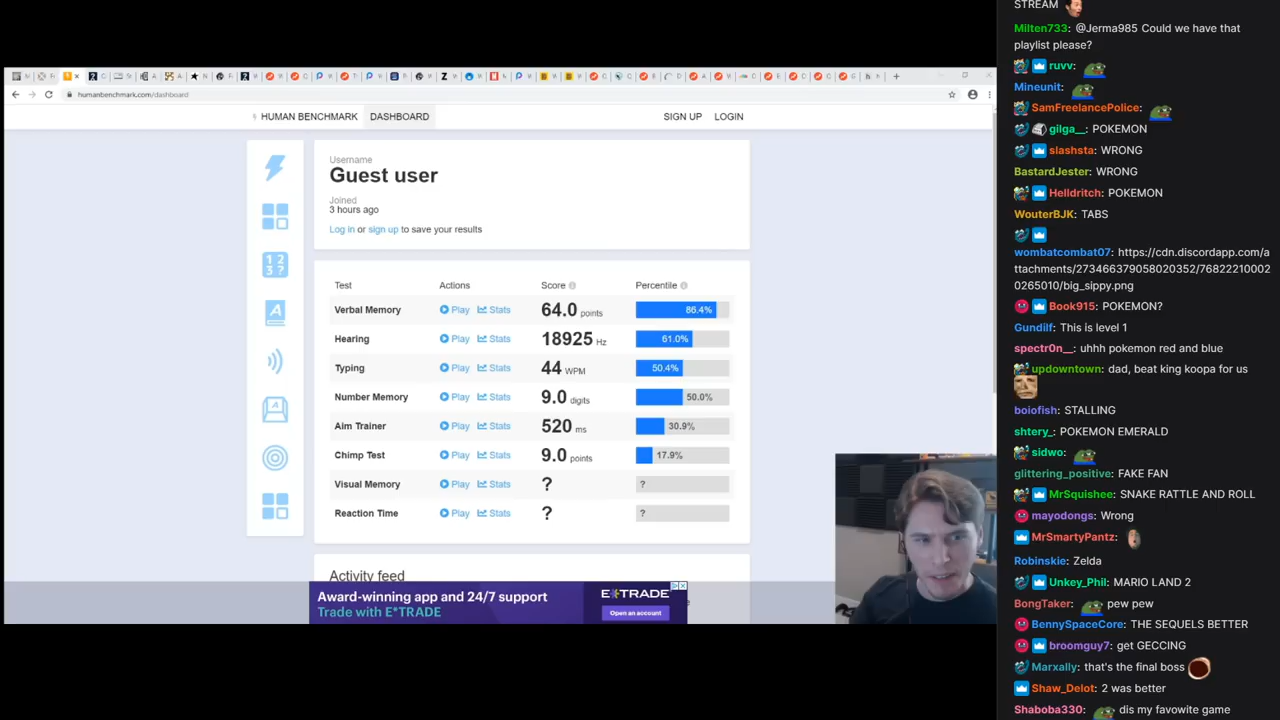 humanbenchmark.com/dashboard
HUMAN BENCHMARK DASHBOARD SIGN UP LOGIN
Username
Guest user
Joined
3 hours ago
Log in or sign up to save your results
Test Actions Score Percentile
Verbal Memory Play Stats 64.0 points 86.4%
Hearing Play Stats 18925 Hz 61.0%
Typing Play Stats 44 WPM 50.4%
Number Memory Play Stats 9.0 digits 50.0%
Aim Trainer Play Stats 520 ms 30.9%
Chimp Test Play Stats 9.0 points 17.9%
Visual Memory Play Stats ? ?
Reaction Time Play Stats ? ?
Activity feed
Award-winning app and 24/7 support
Trade with E*TRADE
E*TRADE
Open an account
STREAM
Milten733: @Jerma985 Could we have that
playlist please?
ruvv:
Mineunit:
SamFreelancePolice:
gilga__: POKEMON
slashsta: WRONG
BastardJester: WRONG
Helldritch: POKEMON
WouterBJK: TABS
wombatcombat07: https://cdn.discordapp.com/a
ttachments/273466379058020352/76822210002
0265010/big_sippy.png
Book915: POKEMON?
Gundilf: This is level 1
spectr0n__: uhhh pokemon red and blue
updowntown: dad, beat king koopa for us
boiofish: STALLING
shtery_: POKEMON EMERALD
sidwo:
glittering_positive: FAKE FAN
MrSquishee: SNAKE RATTLE AND ROLL
mayodongs: Wrong
MrSmartyPantz:
Robinskie: Zelda
Unkey_Phil: MARIO LAND 2
BongTaker: pew pew
BennySpaceCore: THE SEQUELS BETTER
broomguy7: get GECCING
Marxally: that's the final boss
Shaw_Delot: 2 was better
Shaboba330: dis my favowite game